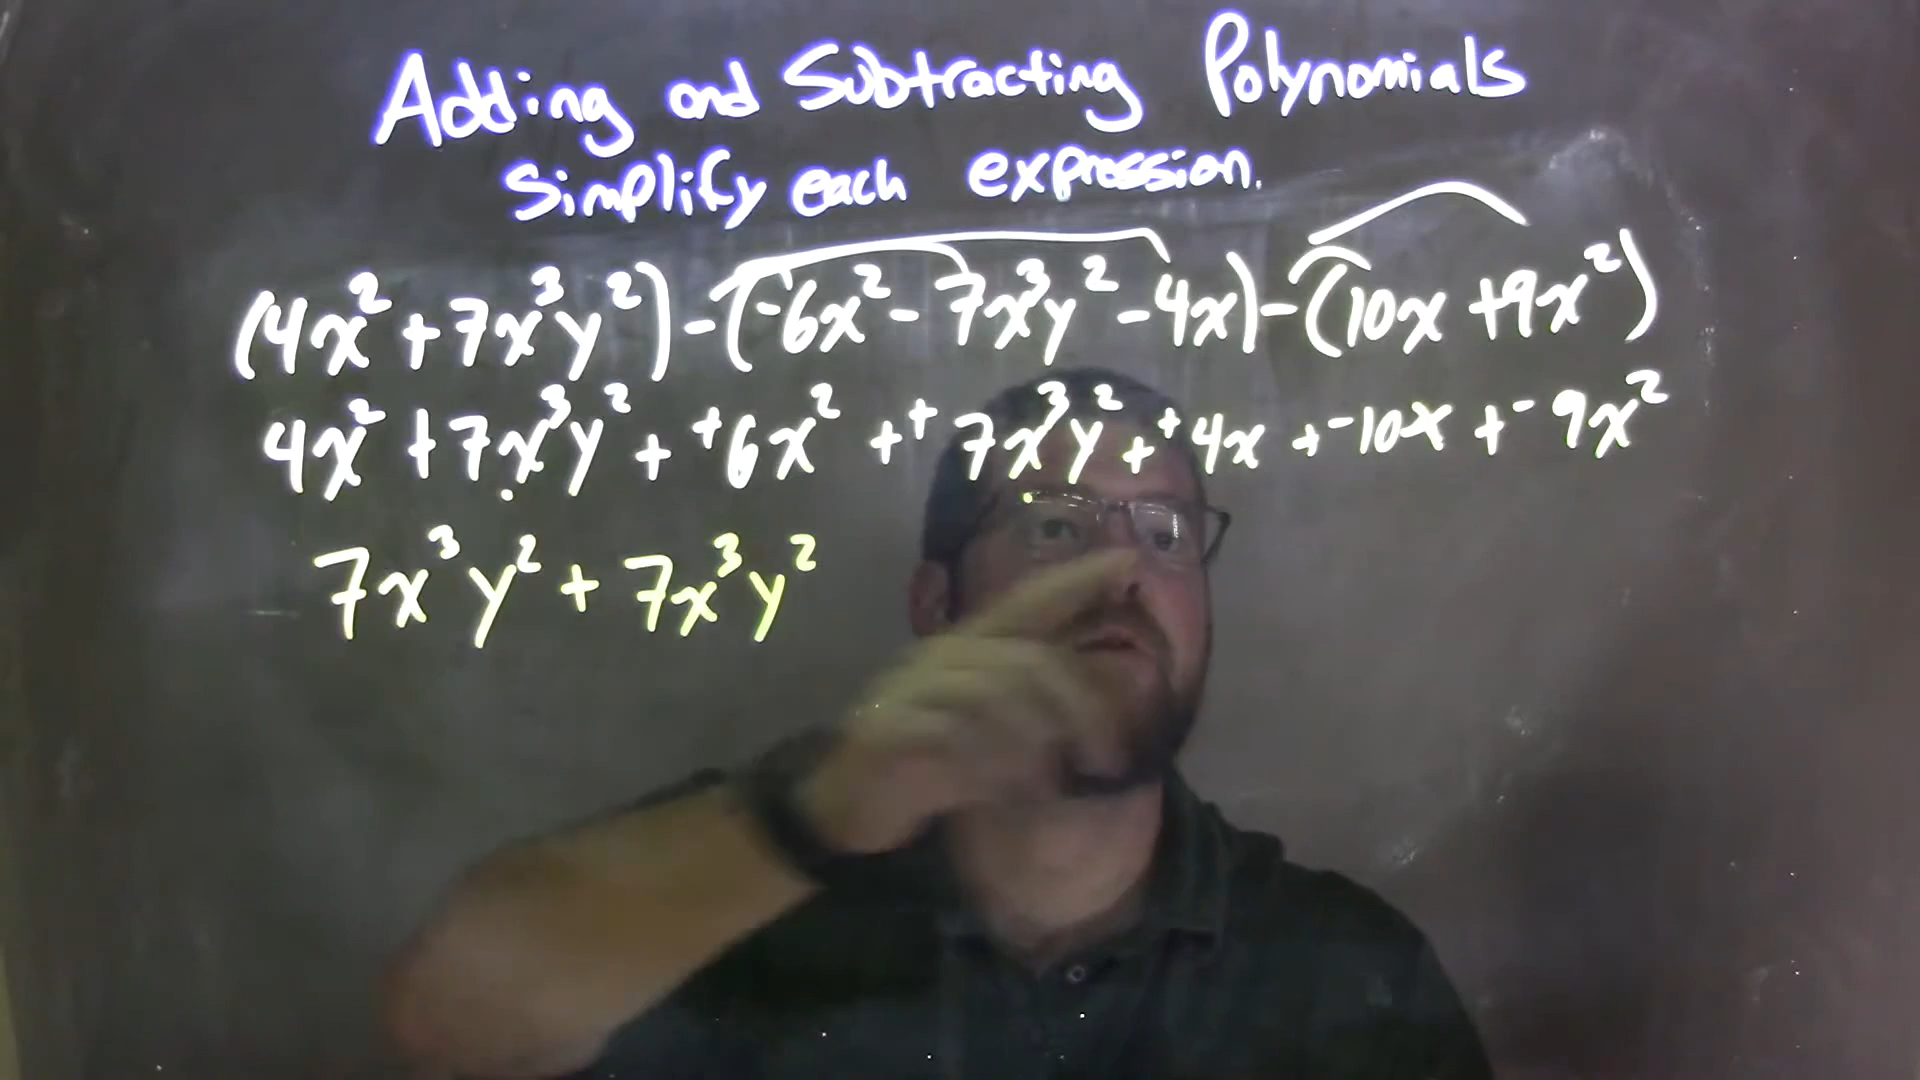 Adding and Subtracting Polynomials
Simplify each expression.
(4x²+7x³y²)-(-6x²-7x³y²-4x)-(10x+9x²)
4x²+7x³y²++6x²++7x³y²++4x+-10x+-9x²
7x³y²+7x³y²